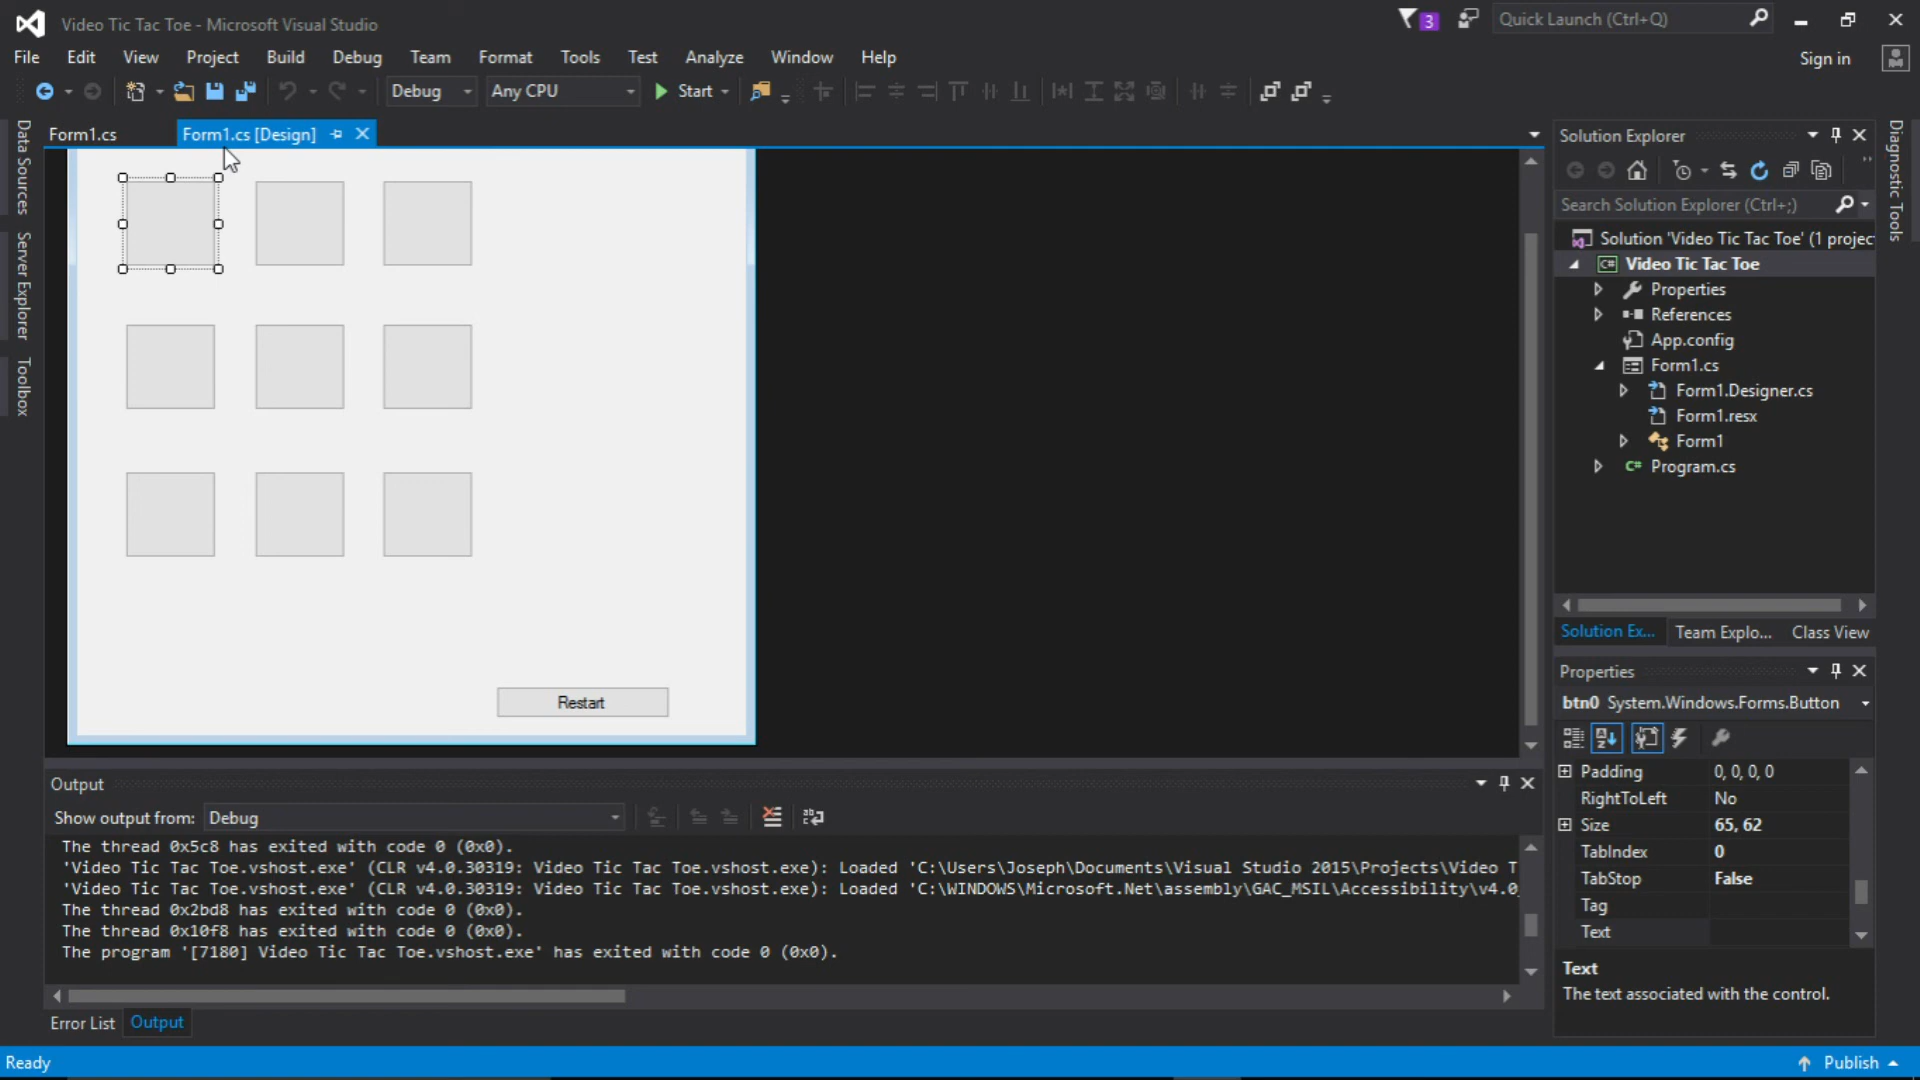 Video Tic Tac Toe - Microsoft Visual Studio
3
Quick Launch (Ctrl+Q)
File Edit View Project Build Debug Team Format Tools Test Analyze Window Help
Sign in
Debug Any CPU Start
Form1.cs Form1.cs [Design]
Data Sources
Server Explorer
Toolbox
Restart
Output
Show output from: Debug
The thread 0x5c8 has exited with code 0 (0x0).
'Video Tic Tac Toe.vshost.exe' (CLR v4.0.30319: Video Tic Tac Toe.vshost.exe): Loaded 'C:\Users\Joseph\Documents\Visual Studio 2015\Projects\Video T
'Video Tic Tac Toe.vshost.exe' (CLR v4.0.30319: Video Tic Tac Toe.vshost.exe): Loaded 'C:\WINDOWS\Microsoft.Net\assembly\GAC_MSIL\Accessibility\v4.0
The thread 0x2bd8 has exited with code 0 (0x0).
The thread 0x10f8 has exited with code 0 (0x0).
The program '[7180] Video Tic Tac Toe.vshost.exe' has exited with code 0 (0x0).
Error List Output
Solution Explorer
Search Solution Explorer (Ctrl+;)
Solution 'Video Tic Tac Toe' (1 projec
C# Video Tic Tac Toe
Properties
References
App.config
Form1.cs
Form1.Designer.cs
Form1.resx
Form1
C# Program.cs
Solution Ex... Team Explo... Class View
Properties
btn0 System.Windows.Forms.Button
Padding 0, 0, 0, 0
RightToLeft No
Size 65, 62
TabIndex 0
TabStop False
Tag
Text
Text
The text associated with the control.
Diagnostic Tools
Ready
Publish